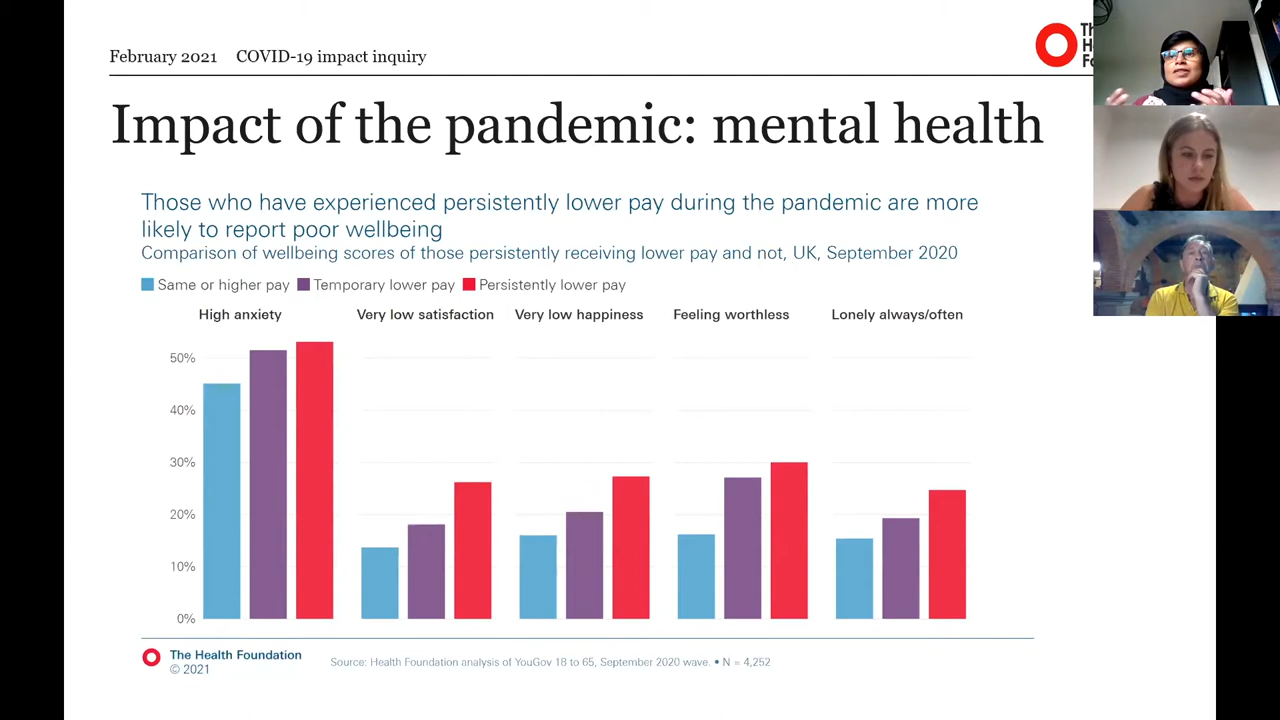 February 2021 COVID-19 impact inquiry
Impact of the pandemic: mental health
Those who have experienced persistently lower pay during the pandemic are more
likely to report poor wellbeing
Comparison of wellbeing scores of those persistently receiving lower pay and not, UK, September 2020
Same or higher pay Temporary lower pay Persistently lower pay
High anxiety Very low satisfaction Very low happiness Feeling worthless Lonely always/often
50%
40%
30%
20%
10%
0%
The Health Foundation
© 2021
Source: Health Foundation analysis of YouGov 18 to 65, September 2020 wave. • N = 4,252